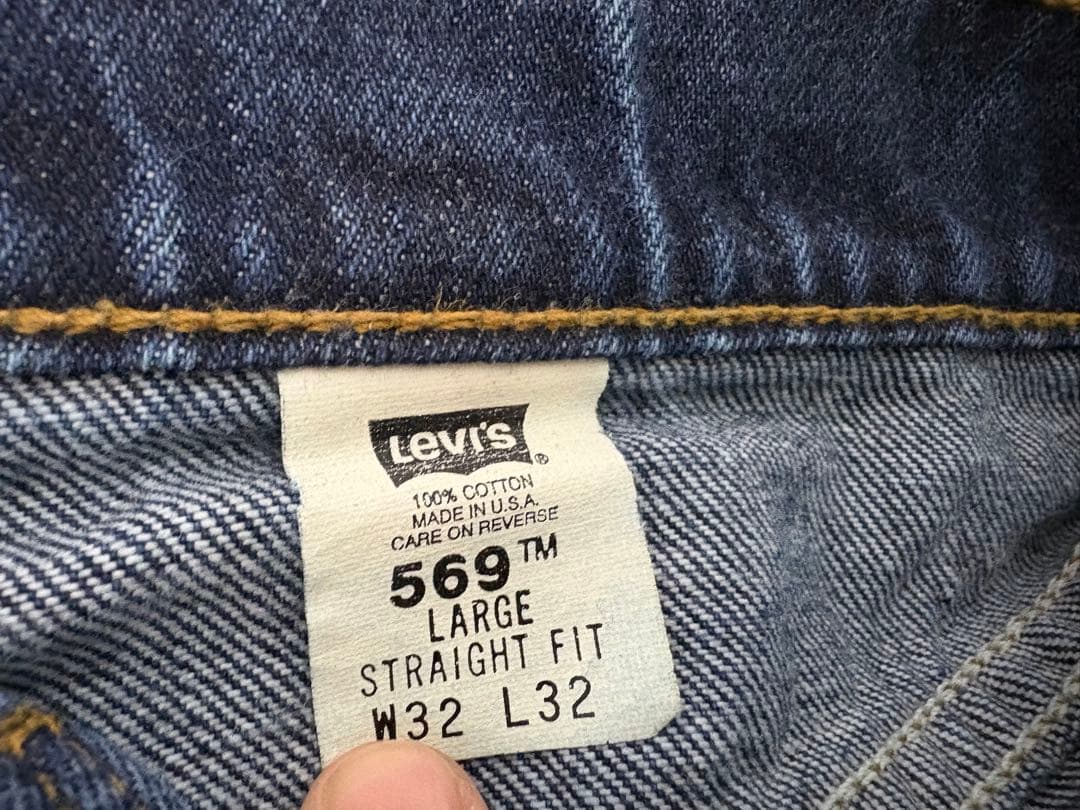 Levi's®
100% COTTON
MADE IN U.S.A.
CARE ON REVERSE
569™
LARGE
STRAIGHT FIT
W32 L32